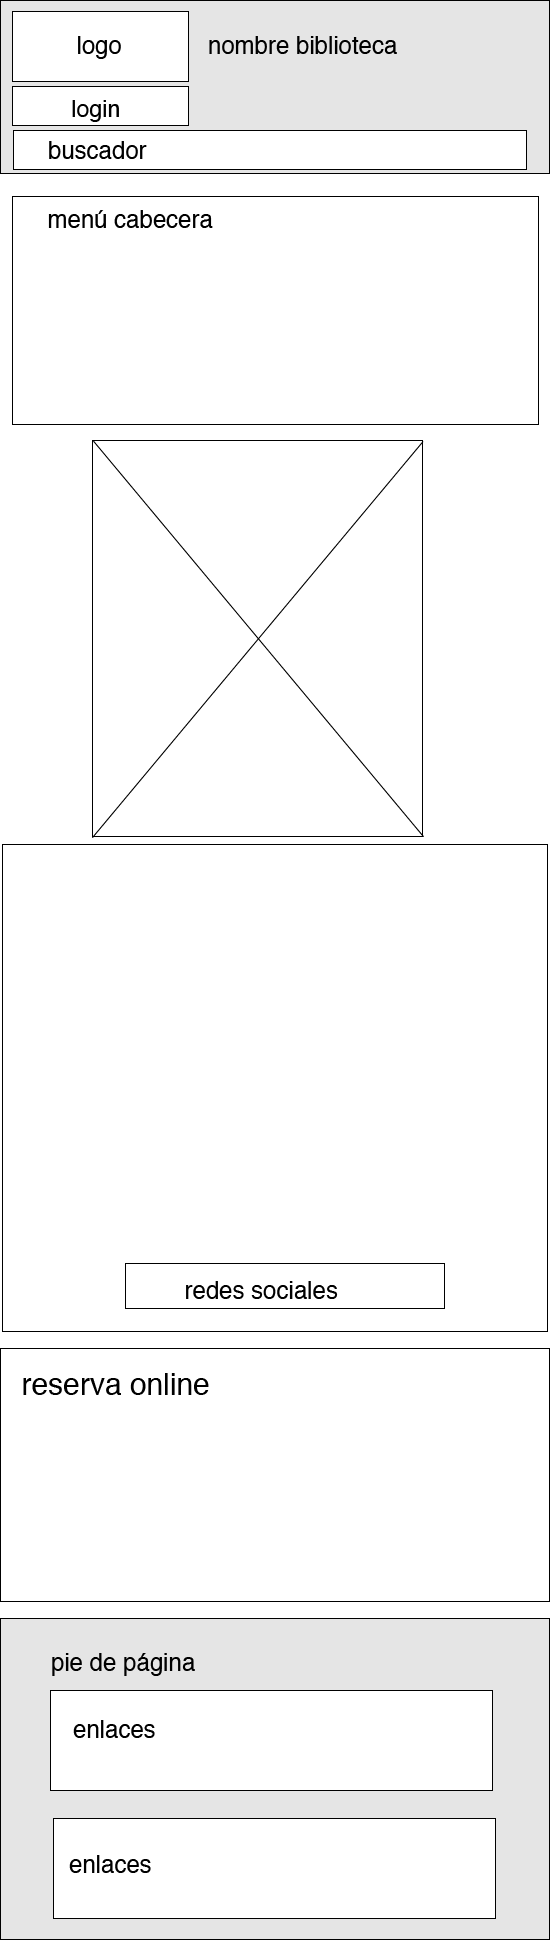 logo
nombre biblioteca
login
buscador
menú cabecera
redes sociales
reserva online
pie de página
enlaces
enlaces